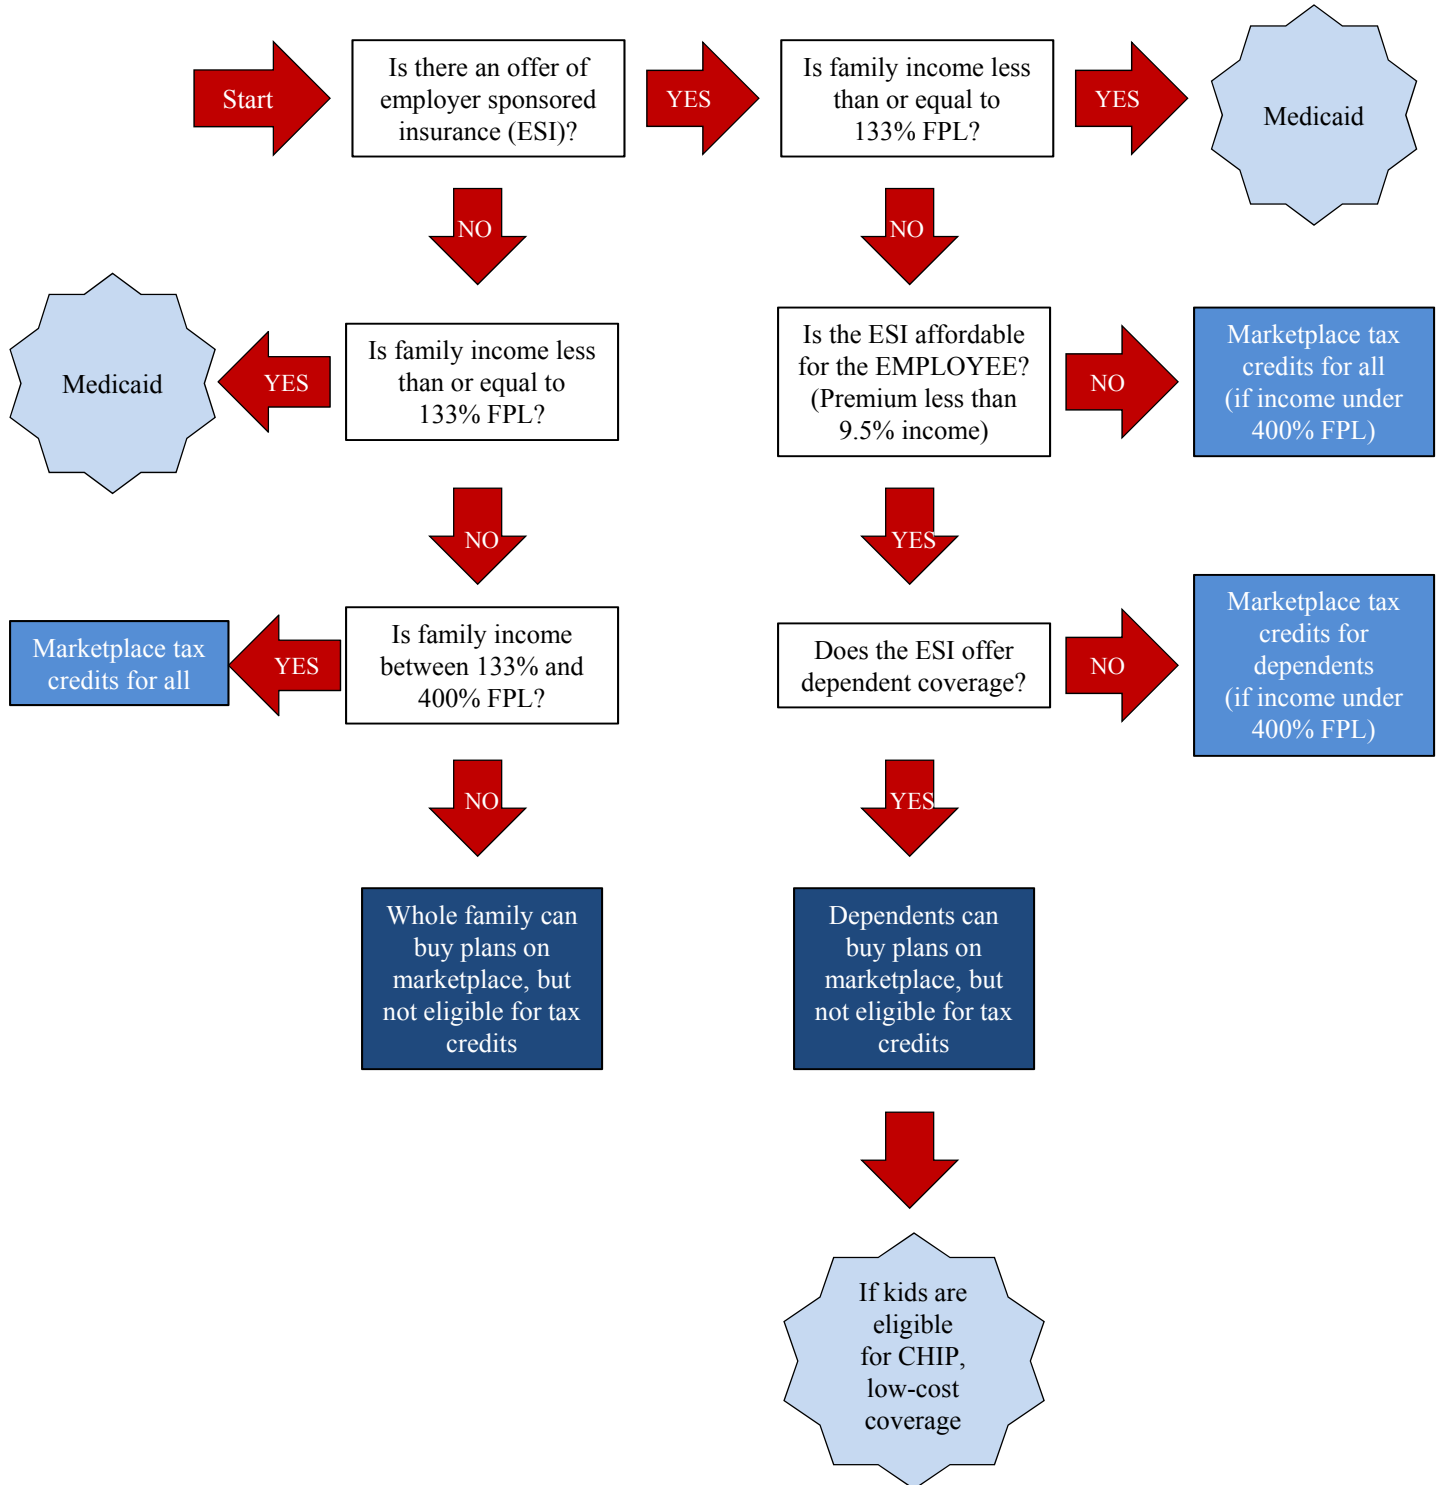 Start
Is there an offer of
employer sponsored
insurance (ESI)?
YES
Is family income less
than or equal to
133% FPL?
YES
Medicaid
NO
NO
Medicaid
YES
Is family income less
than or equal to
133% FPL?
Is the ESI affordable
for the EMPLOYEE?
(Premium less than
9.5% income)
NO
Marketplace tax
credits for all
(if income under
400% FPL)
NO
YES
Marketplace tax
credits for all
YES
Is family income
between 133% and
400% FPL?
Does the ESI offer
dependent coverage?
NO
Marketplace tax
credits for
dependents
(if income under
400% FPL)
NO
YES
Whole family can
buy plans on
marketplace, but
not eligible for tax
credits
Dependents can
buy plans on
marketplace, but
not eligible for tax
credits
If kids are
eligible
for CHIP,
low-cost
coverage